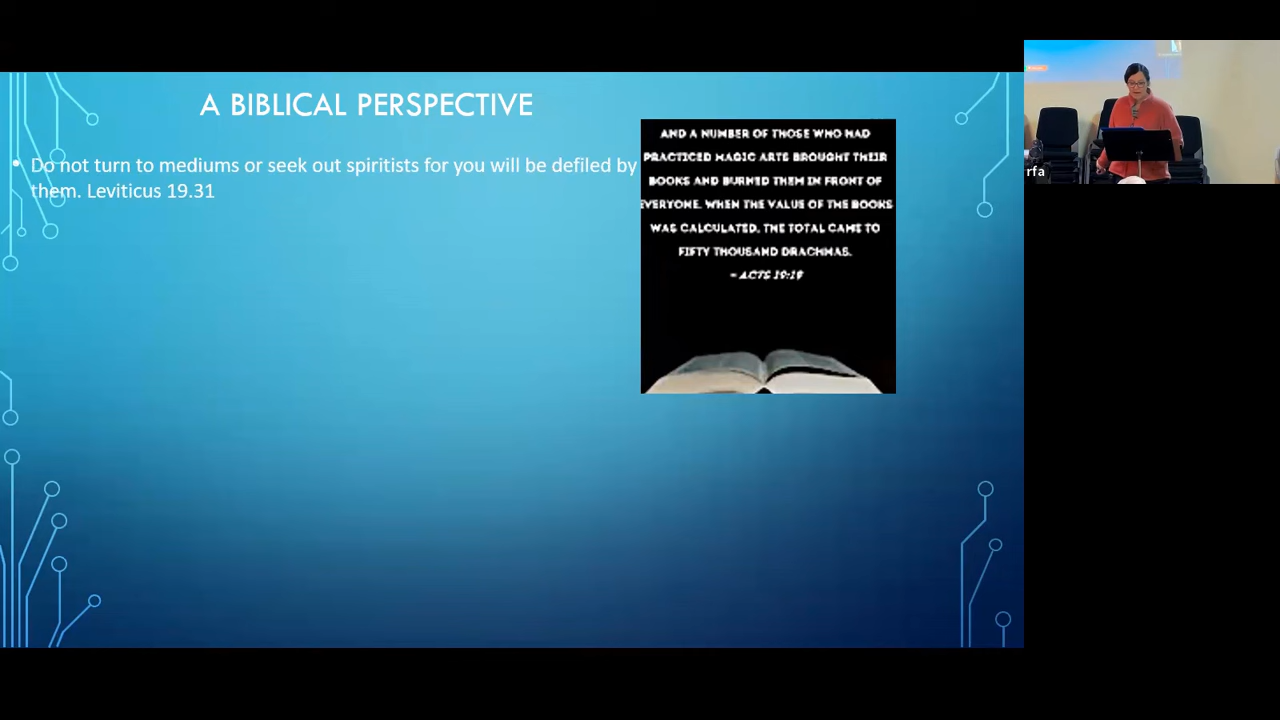 A BIBLICAL PERSPECTIVE
• Do not turn to mediums or seek out spiritists for you will be defiled by
them. Leviticus 19.31
AND A NUMBER OF THOSE WHO HAD
PRACTICED MAGIC ARTS BROUGHT THEIR
BOOKS AND BURNED THEM IN FRONT OF
EVERYONE. WHEN THE VALUE OF THE BOOKS
WAS CALCULATED, THE TOTAL CAME TO
FIFTY THOUSAND DRACHMAS.
- ACTS 19:19
rfa